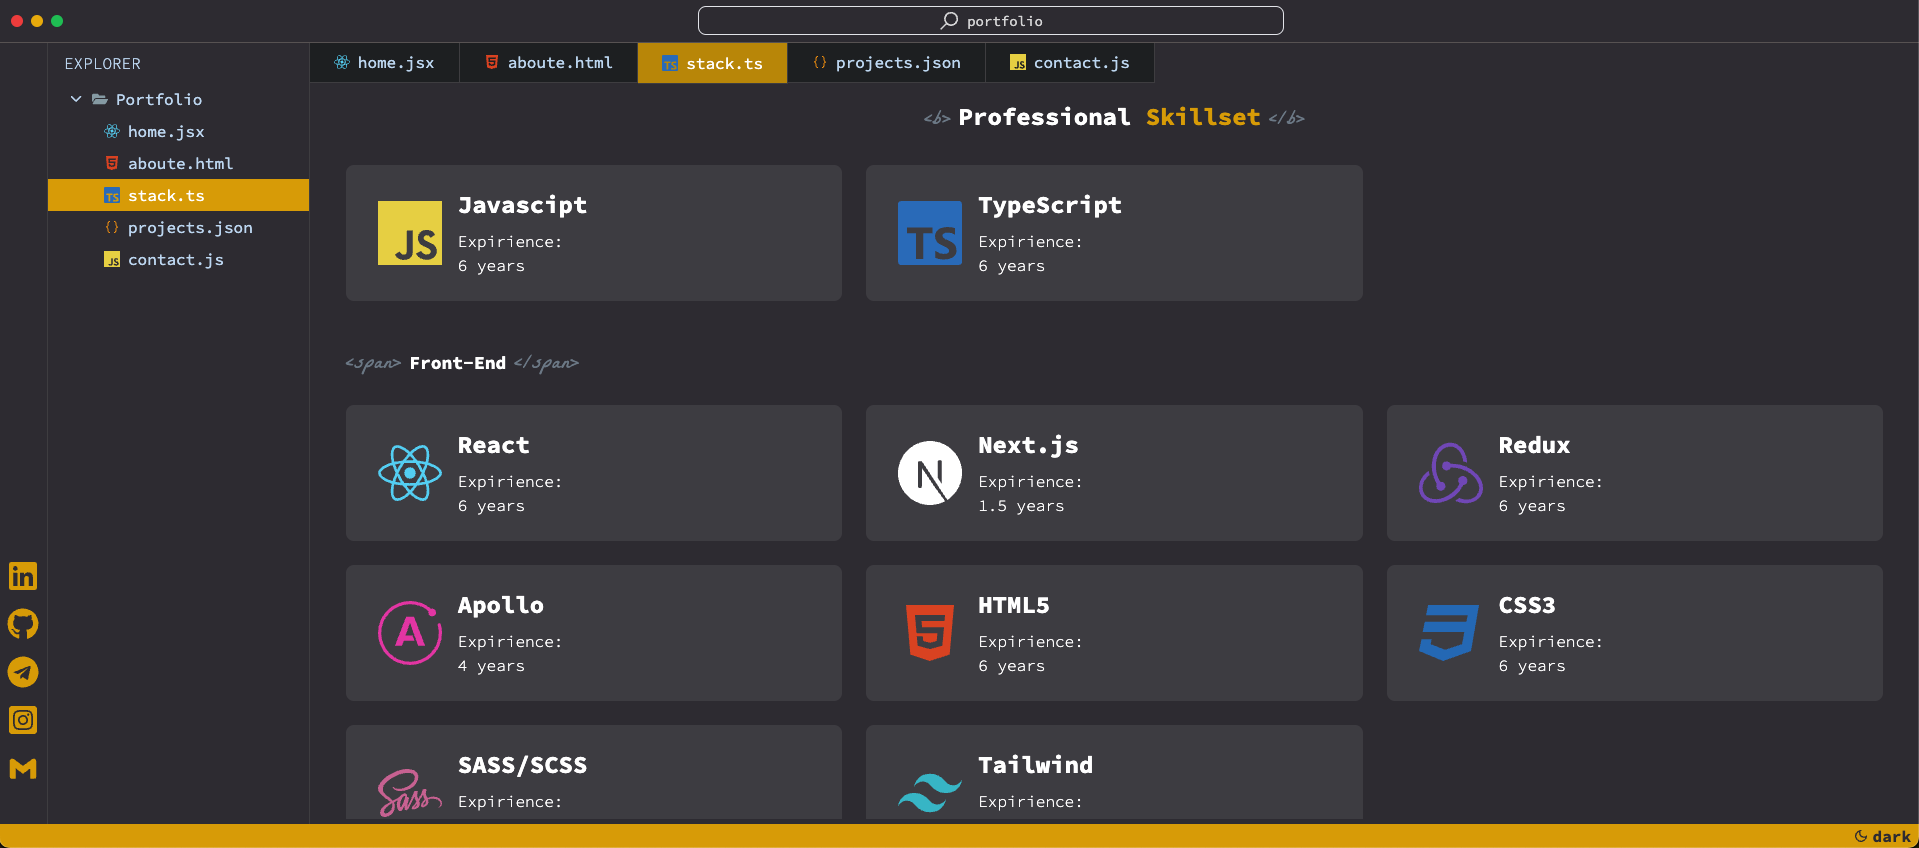 portfolio
EXPLORER
Portfolio
home.jsx
aboute.html
stack.ts
projects.json
contact.js
home.jsx
aboute.html
stack.ts
projects.json
contact.js
<b> Professional Skillset </b>
JS
Javascipt
Expirience:
6 years
TS
TypeScript
Expirience:
6 years
<span> Front-End </span>
React
Expirience:
6 years
N
Next.js
Expirience:
1.5 years
Redux
Expirience:
6 years
A
Apollo
Expirience:
4 years
5
HTML5
Expirience:
6 years
3
CSS3
Expirience:
6 years
Sass
SASS/SCSS
Expirience:
Tailwind
Expirience:
in
M
dark